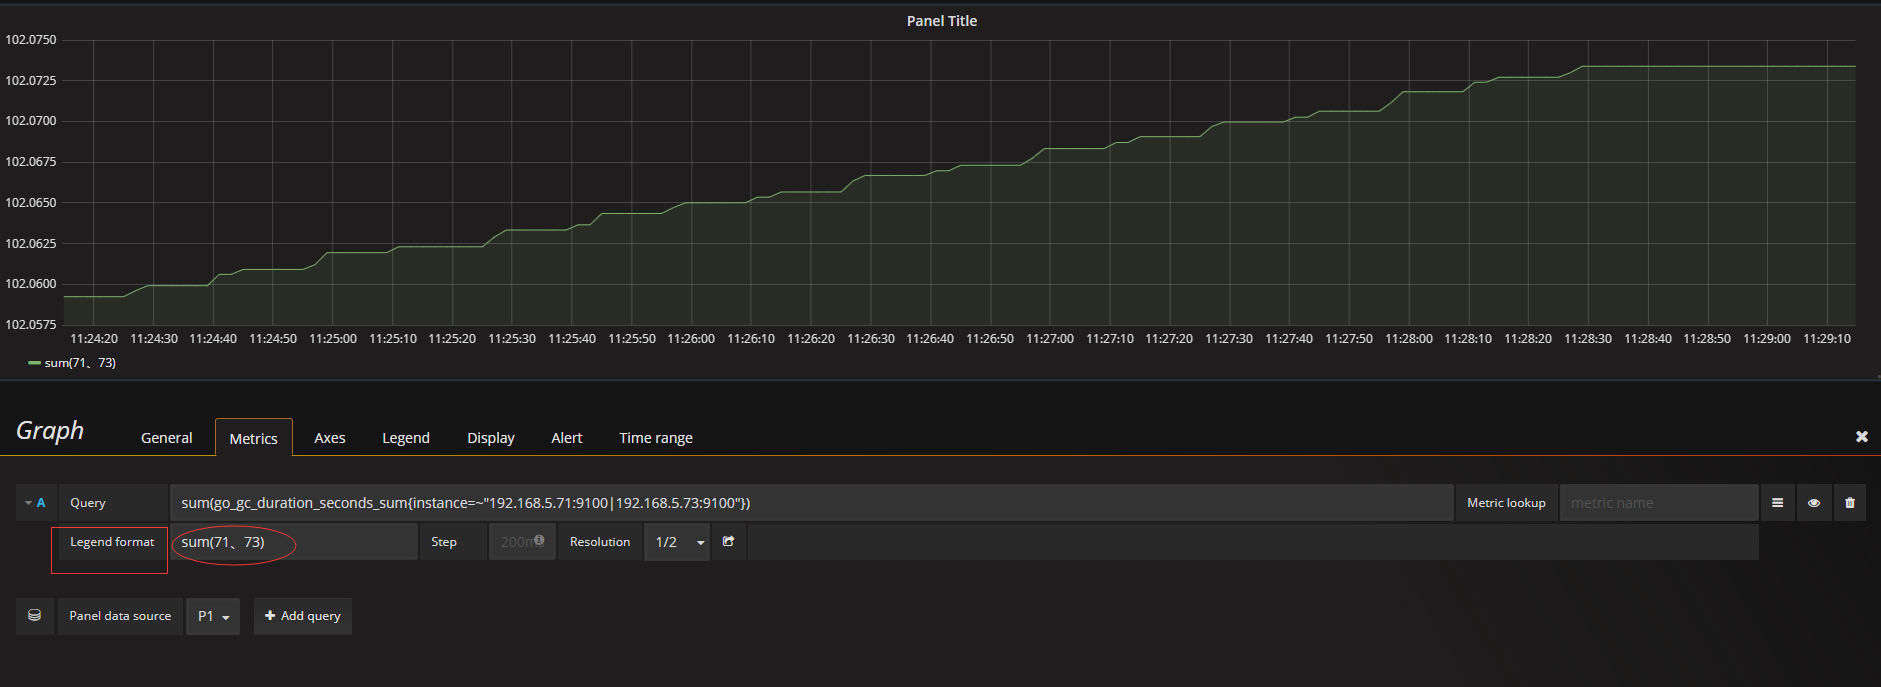 Panel Title
102.0750
102.0725
102.0700
102.0675
102.0650
102.0625
102.0600
102.0575
11:24:20 11:24:30 11:24:40 11:24:50 11:25:00 11:25:10 11:25:20 11:25:30 11:25:40 11:25:50 11:26:00 11:26:10 11:26:20 11:26:30 11:26:40 11:26:50 11:27:00 11:27:10 11:27:20 11:27:30 11:27:40 11:27:50 11:28:00 11:28:10 11:28:20 11:28:30 11:28:40 11:28:50 11:29:00 11:29:10
sum(71、73)
Graph General Metrics Axes Legend Display Alert Time range
A Query sum(go_gc_duration_seconds_sum{instance=~"192.168.5.71:9100|192.168.5.73:9100"}) Metric lookup metric name
Legend format sum(71、73) Step 200ms Resolution 1/2
Panel data source P1 Add query